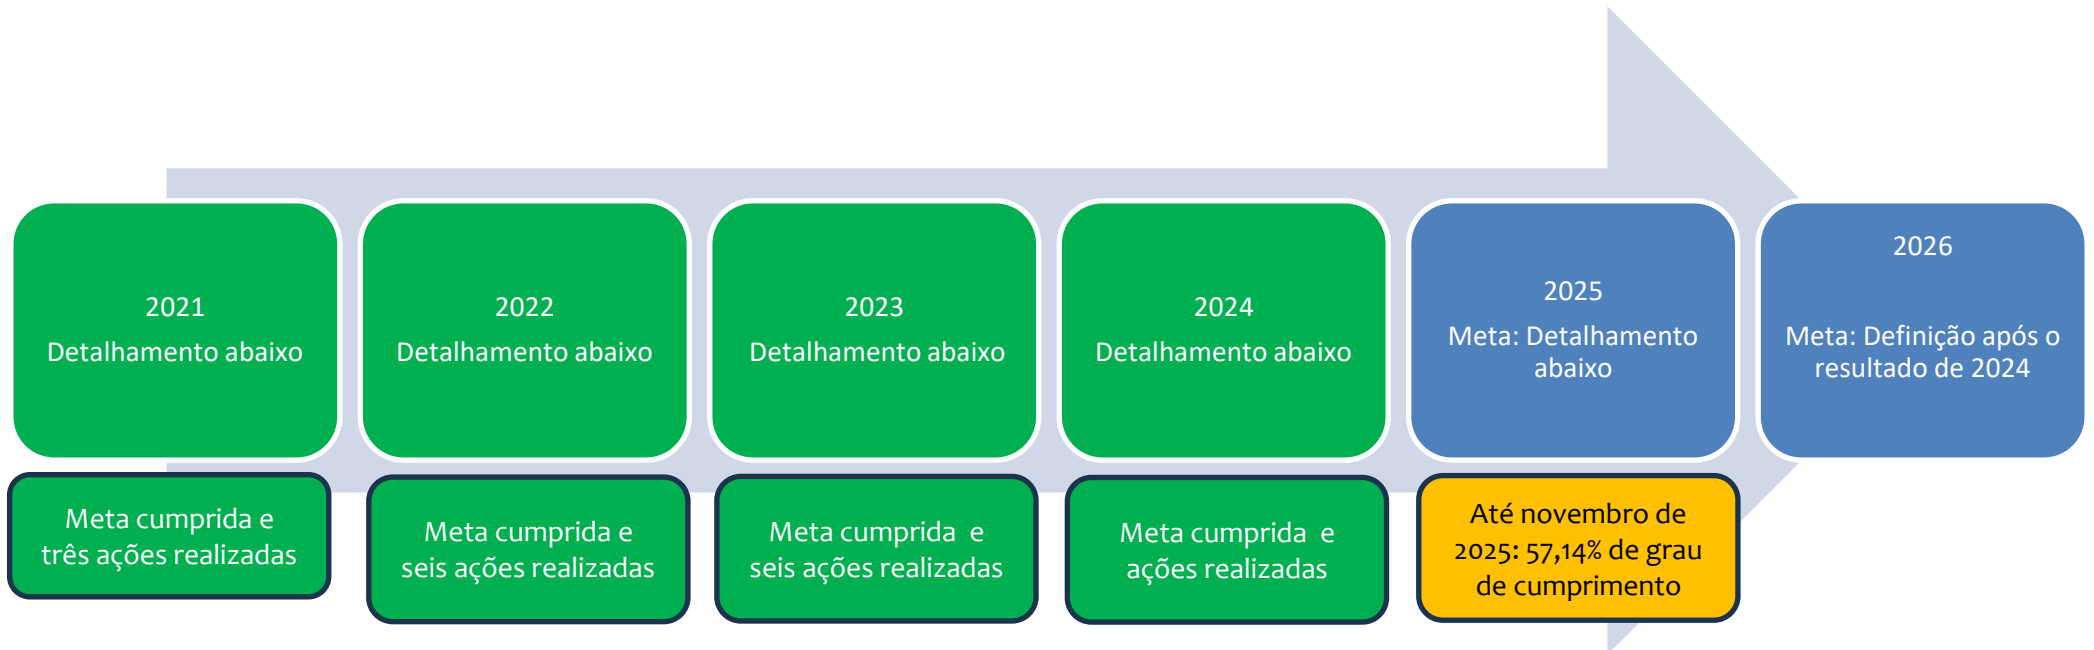 2021
Detalhamento abaixo
2022
Detalhamento abaixo
2023
Detalhamento abaixo
2024
Detalhamento abaixo
2025
Meta: Detalhamento
abaixo
2026
Meta: Definição após o
resultado de 2024
Meta cumprida e
três ações realizadas
Meta cumprida e
seis ações realizadas
Meta cumprida e
seis ações realizadas
Meta cumprida e
ações realizadas
Até novembro de
2025: 57,14% de grau
de cumprimento